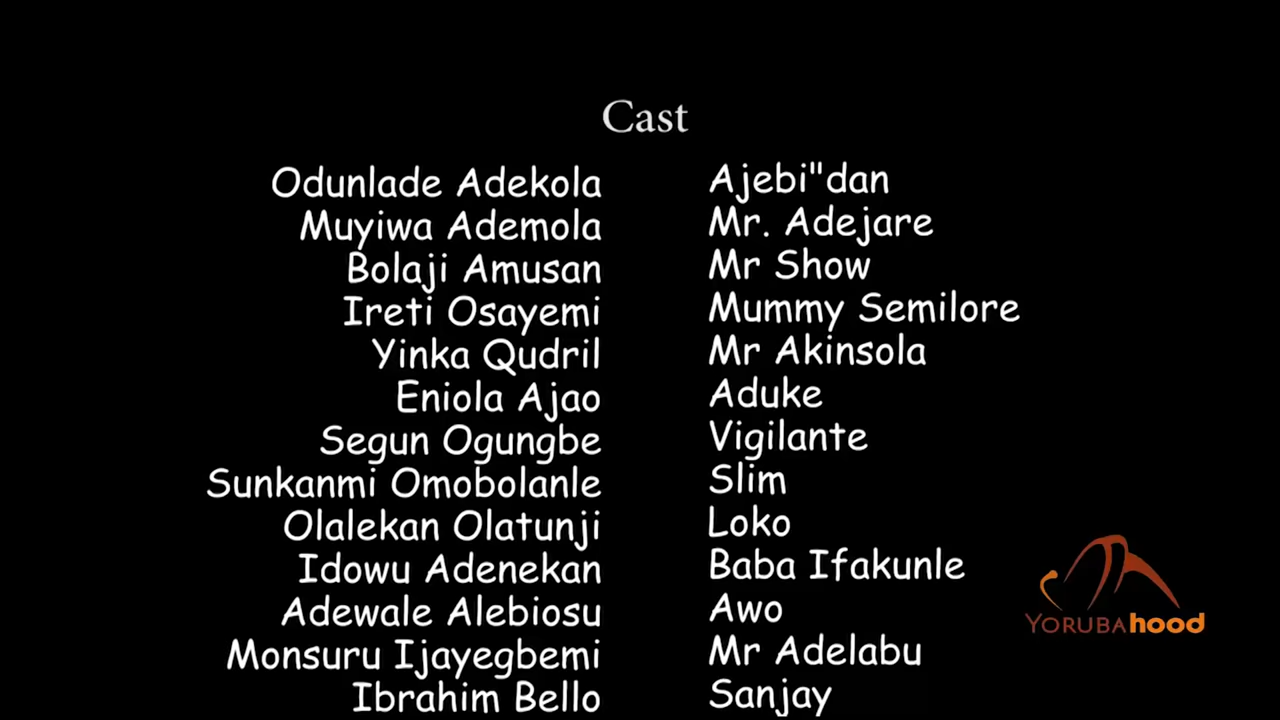 Cast
Odunlade Adekola Ajebi"dan
Muyiwa Ademola Mr. Adejare
Bolaji Amusan Mr Show
Ireti Osayemi Mummy Semilore
Yinka Qudril Mr Akinsola
Eniola Ajao Aduke
Segun Ogungbe Vigilante
Sunkanmi Omobolanle Slim
Olalekan Olatunji Loko
Idowu Adenekan Baba Ifakunle
Adewale Alebiosu Awo
Monsuru Ijayegbemi Mr Adelabu
Ibrahim Bello Sanjay
YORUBAhood